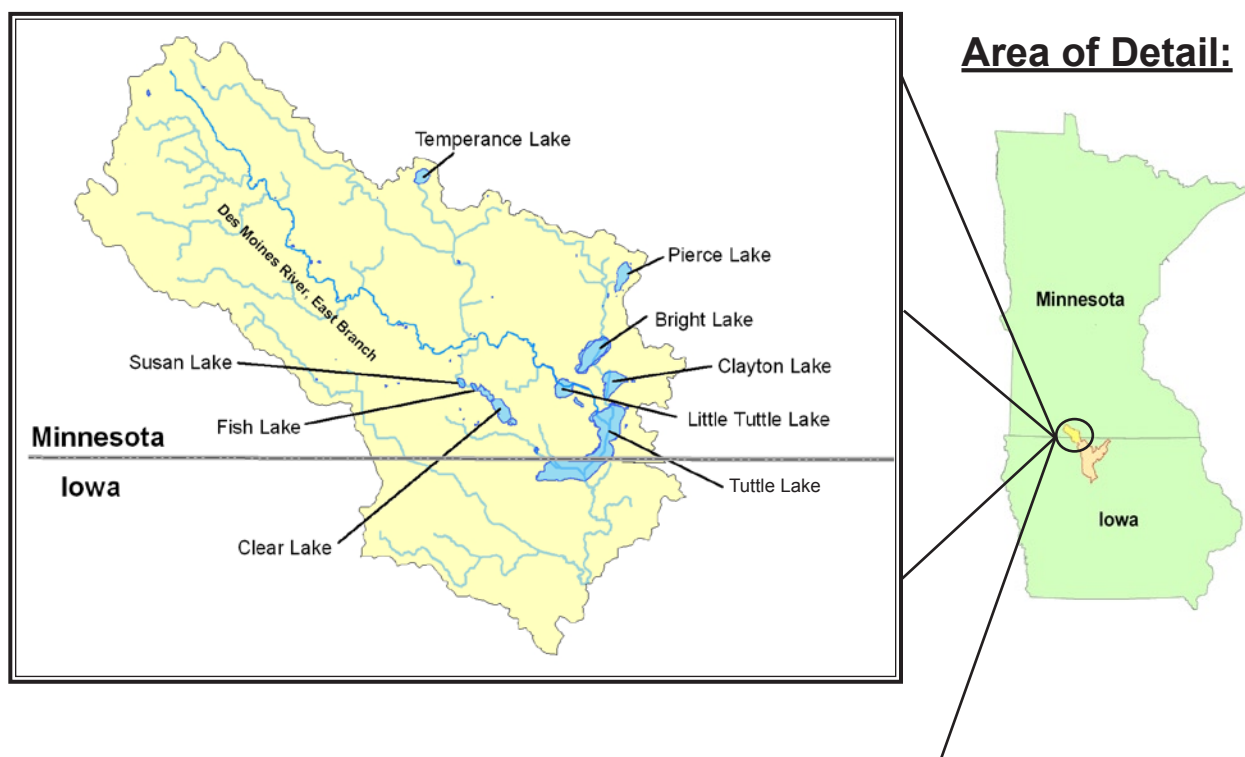 Area of Detail:
Temperance Lake
Des Moines River, East Branch
Pierce Lake
Bright Lake
Susan Lake
Clayton Lake
Fish Lake
Little Tuttle Lake
Minnesota
Iowa
Tuttle Lake
Clear Lake
Minnesota
Iowa